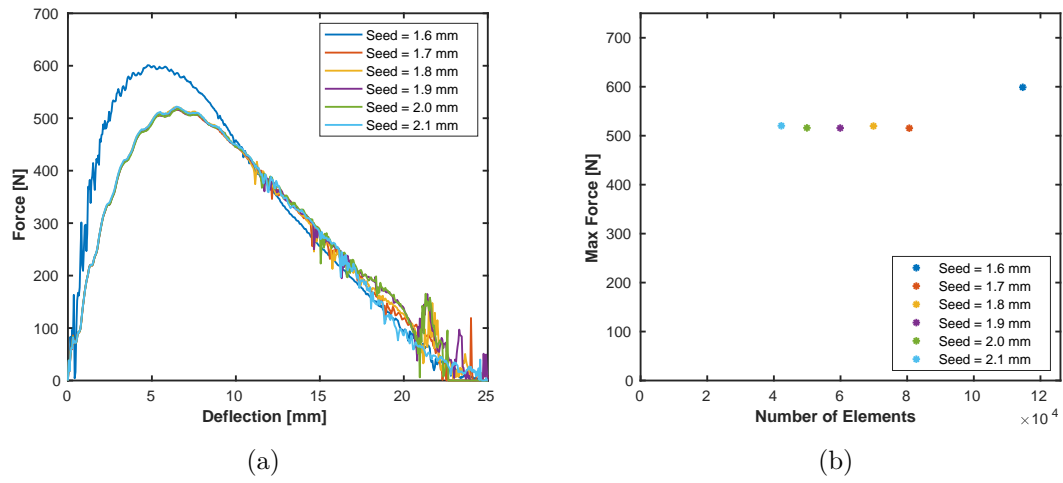 700
600
500
400
300
200
100
0
Force [N]
0 5 10 15 20 25
Deflection [mm]
Seed = 1.6 mm
Seed = 1.7 mm
Seed = 1.8 mm
Seed = 1.9 mm
Seed = 2.0 mm
Seed = 2.1 mm
(a)
700
600
500
400
300
200
100
0
Max Force [N]
0 2 4 6 8 10 12
Number of Elements
×10^4
Seed = 1.6 mm
Seed = 1.7 mm
Seed = 1.8 mm
Seed = 1.9 mm
Seed = 2.0 mm
Seed = 2.1 mm
(b)